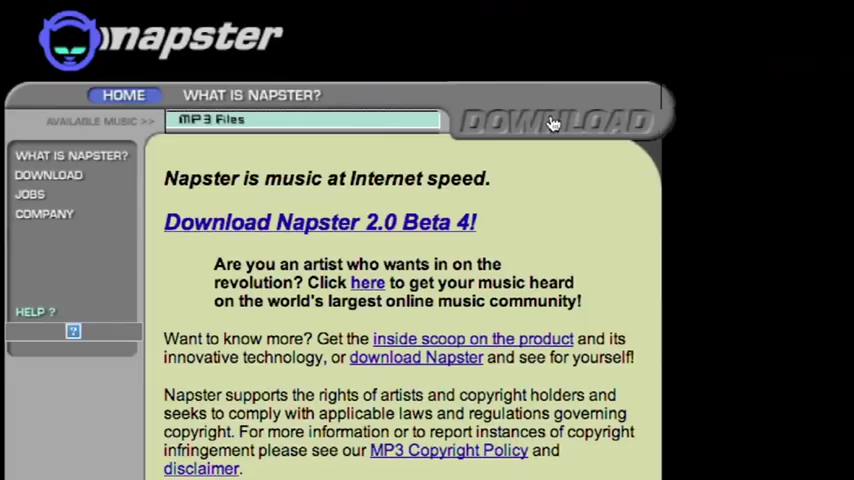 napster
HOME WHAT IS NAPSTER?
AVAILABLE MUSIC >> MP3 Files DOWNLOAD
WHAT IS NAPSTER?
DOWNLOAD
JOBS
COMPANY
HELP ?
?
Napster is music at Internet speed.
Download Napster 2.0 Beta 4!
Are you an artist who wants in on the
revolution? Click here to get your music heard
on the world's largest online music community!
Want to know more? Get the inside scoop on the product and its
innovative technology, or download Napster and see for yourself!
Napster supports the rights of artists and copyright holders and
seeks to comply with applicable laws and regulations governing
copyright. For more information or to report instances of copyright
infringement please see our MP3 Copyright Policy and
disclaimer.